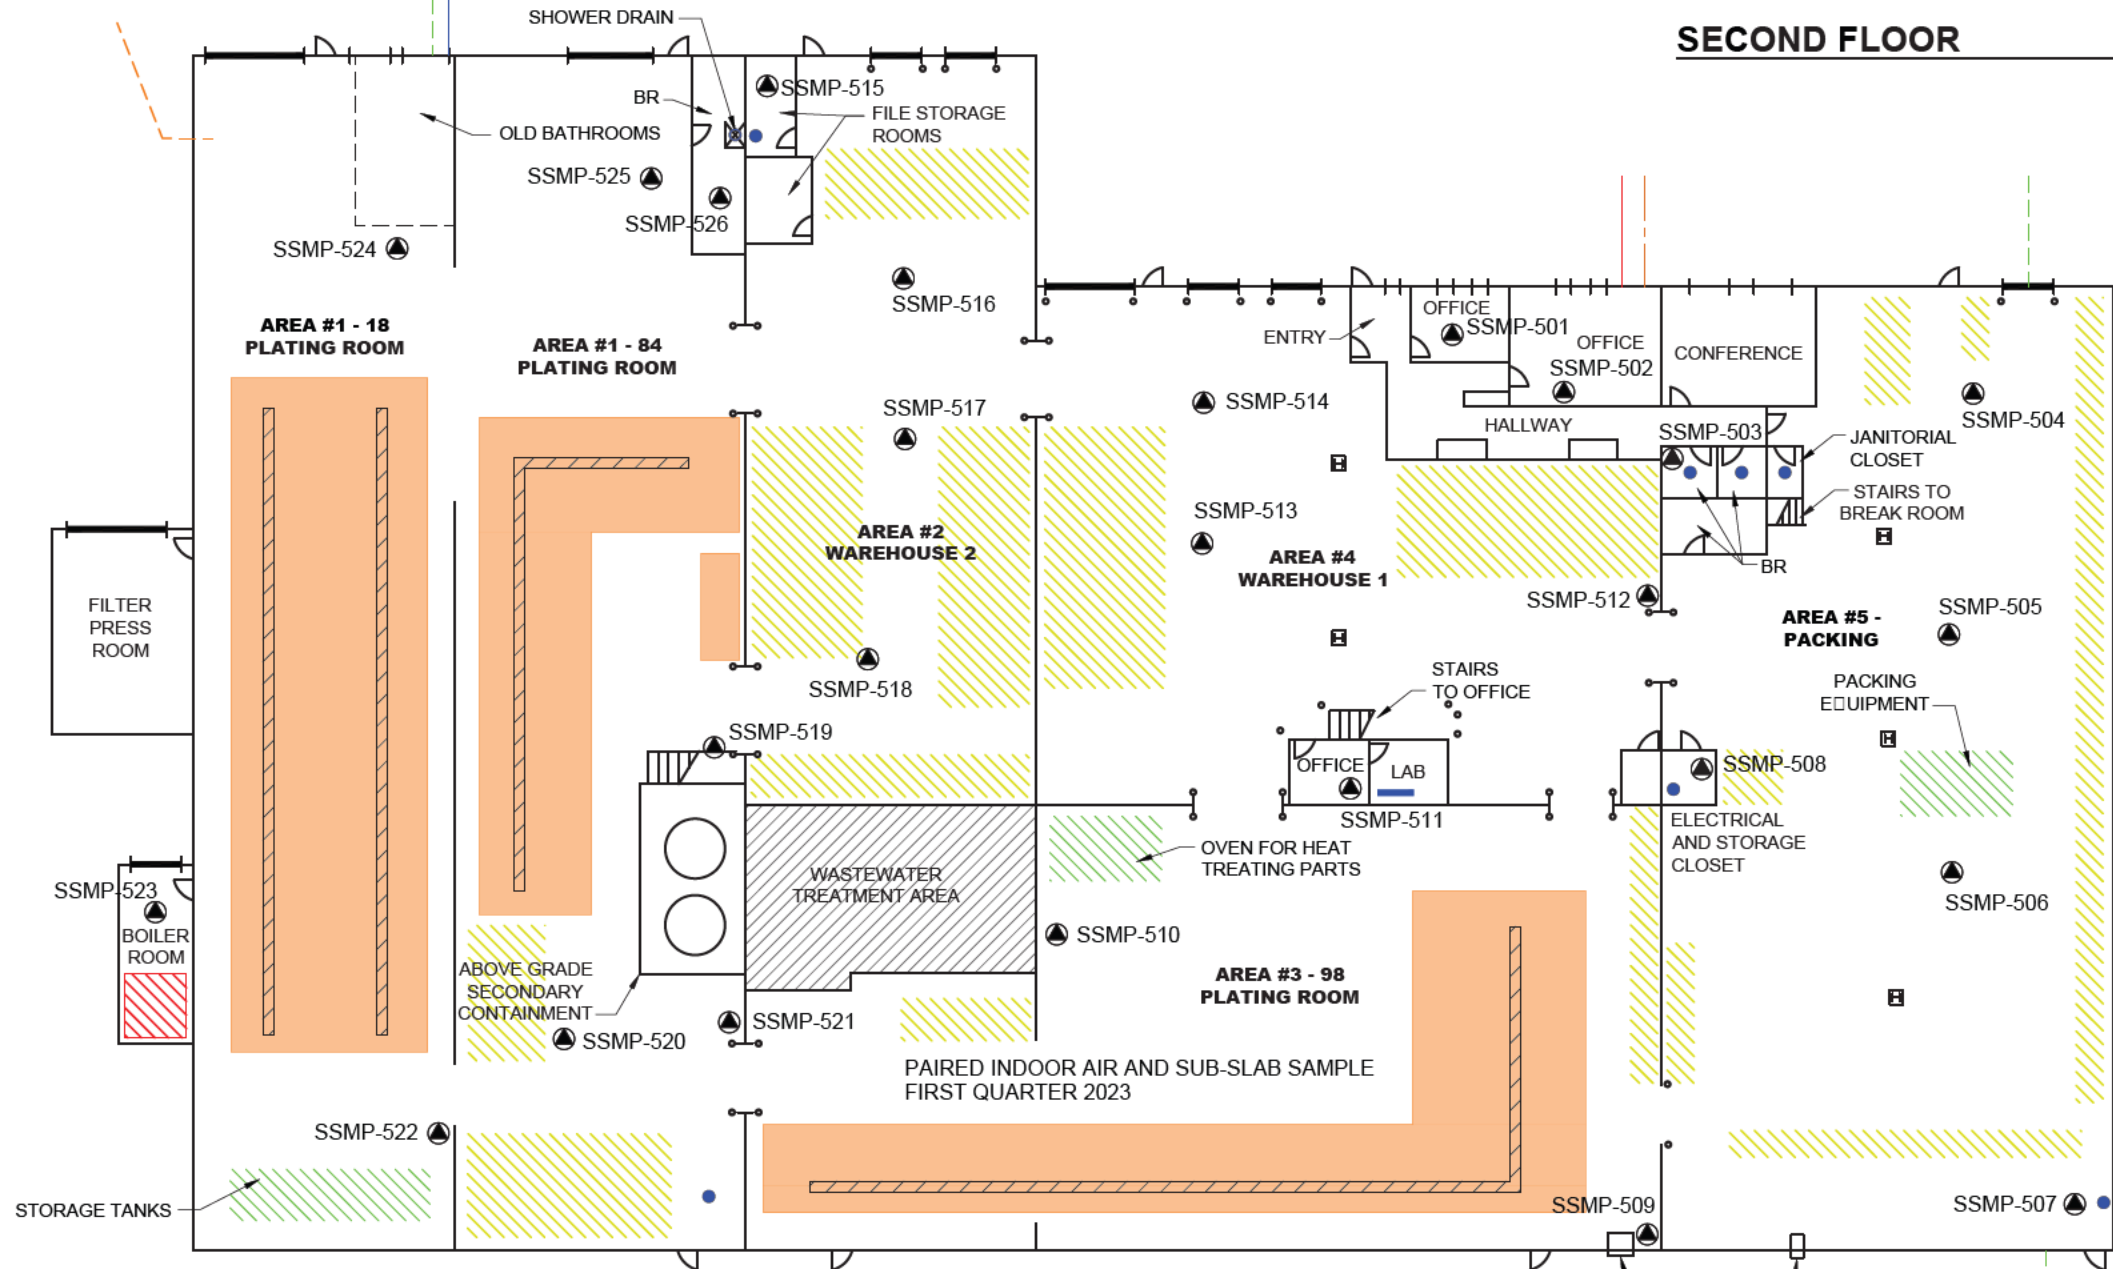 SHOWER DRAIN
SECOND FLOOR
SSMP-515
BR
FILE STORAGE
ROOMS
OLD BATHROOMS
SSMP-525
SSMP-526
SSMP-524
SSMP-516
AREA #1 - 18
PLATING ROOM
AREA #1 - 84
PLATING ROOM
ENTRY
OFFICE
SSMP-501
OFFICE
SSMP-502
CONFERENCE
SSMP-517
SSMP-514
HALLWAY
SSMP-503
SSMP-504
JANITORIAL
CLOSET
STAIRS TO
BREAK ROOM
SSMP-513
AREA #2
WAREHOUSE 2
AREA #4
WAREHOUSE 1
BR
SSMP-512
FILTER
PRESS
ROOM
AREA #5 -
PACKING
SSMP-505
SSMP-518
STAIRS
TO OFFICE
PACKING
E□UIPMENT
SSMP-519
OFFICE
LAB
SSMP-508
SSMP-511
ELECTRICAL
AND STORAGE
CLOSET
OVEN FOR HEAT
TREATING PARTS
WASTEWATER
TREATMENT AREA
SSMP-523
BOILER
ROOM
SSMP-506
SSMP-510
ABOVE GRADE
SECONDARY
CONTAINMENT
AREA #3 - 98
PLATING ROOM
SSMP-521
SSMP-520
PAIRED INDOOR AIR AND SUB-SLAB SAMPLE
FIRST QUARTER 2023
SSMP-522
STORAGE TANKS
SSMP-509
SSMP-507